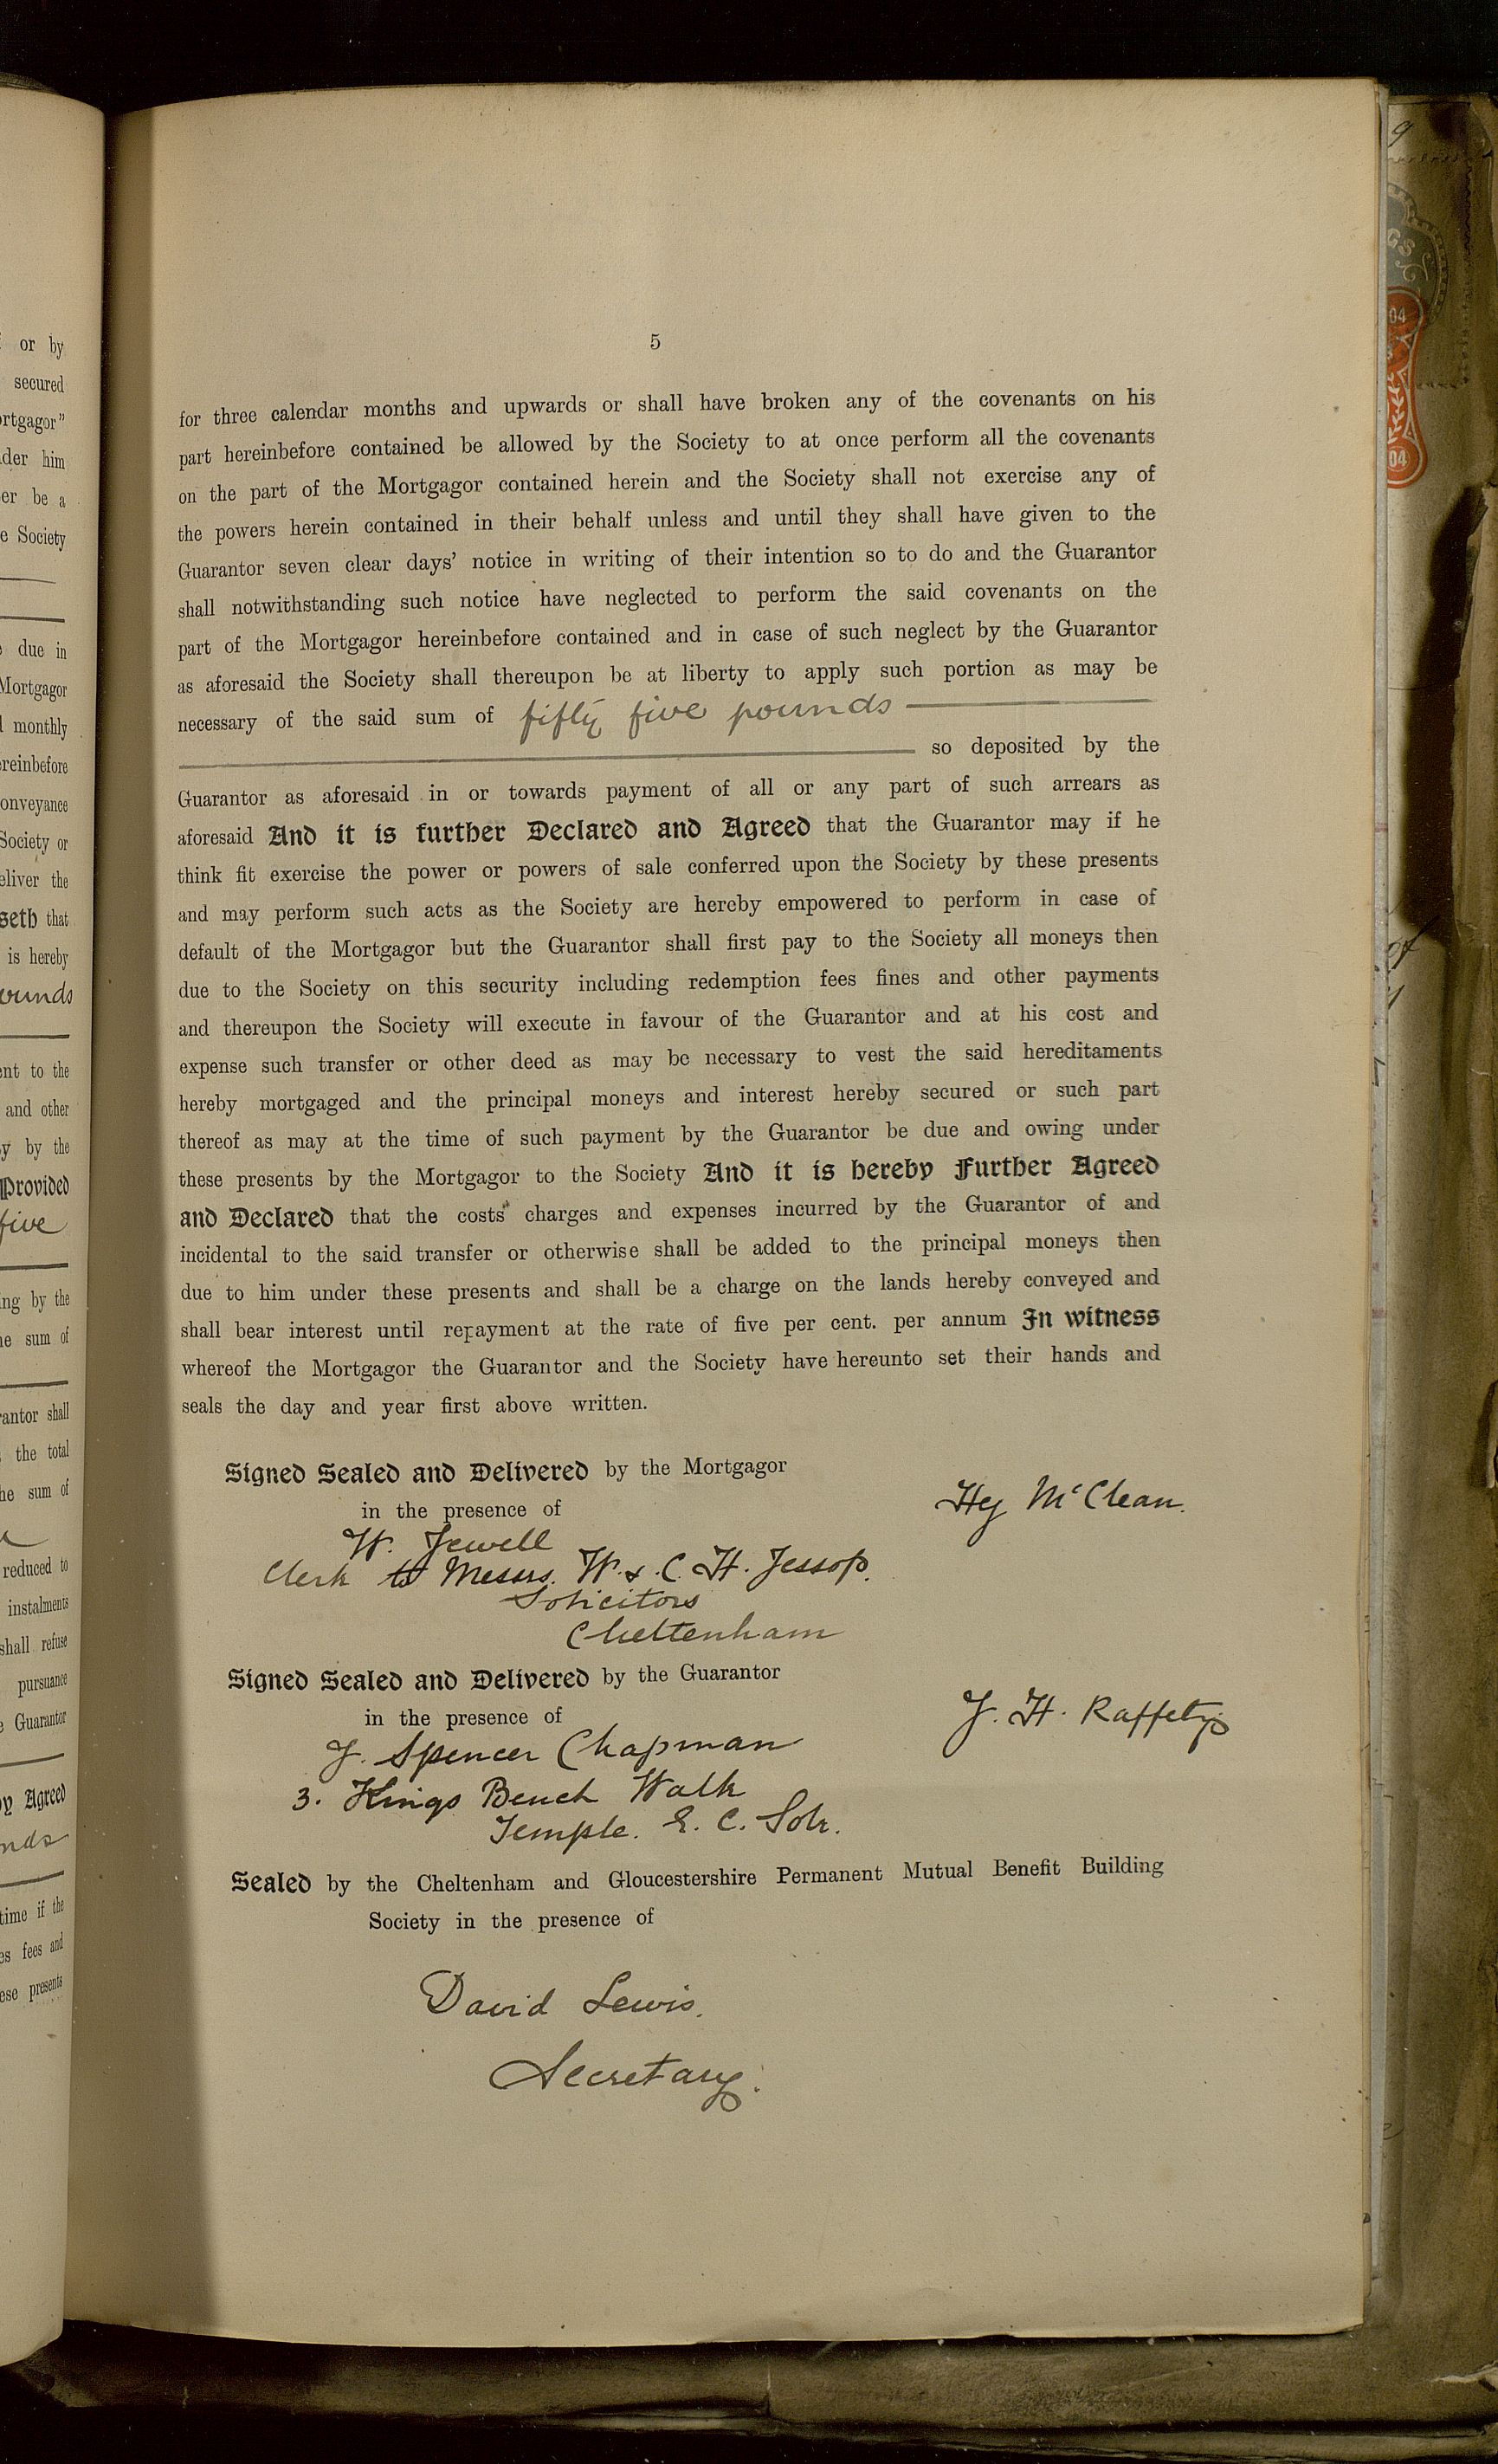 5
for three calendar months and upwards or shall have broken any of the covenants on his
part hereinbefore contained be allowed by the Society to at once perform all the covenants
on the part of the Mortgagor contained herein and the Society shall not exercise any of
the powers herein contained in their behalf unless and until they shall have given to the
Guarantor seven clear days' notice in writing of their intention so to do and the Guarantor
shall notwithstanding such notice have neglected to perform the said covenants on the
part of the Mortgagor hereinbefore contained and in case of such neglect by the Guarantor
as aforesaid the Society shall thereupon be at liberty to apply such portion as may be
necessary of the said sum of fifty five pounds
so deposited by the
Guarantor as aforesaid in or towards payment of all or any part of such arrears as
aforesaid And it is further Declared and Agreed that the Guarantor may if he
think fit exercise the power or powers of sale conferred upon the Society by these presents
and may perform such acts as the Society are hereby empowered to perform in case of
default of the Mortgagor but the Guarantor shall first pay to the Society all moneys then
due to the Society on this security including redemption fees fines and other payments
and thereupon the Society will execute in favour of the Guarantor and at his cost and
expense such transfer or other deed as may be necessary to vest the said hereditaments
hereby mortgaged and the principal moneys and interest hereby secured or such part
thereof as may at the time of such payment by the Guarantor be due and owing under
these presents by the Mortgagor to the Society And it is hereby Further Agreed
and Declared that the costs charges and expenses incurred by the Guarantor of and
incidental to the said transfer or otherwise shall be added to the principal moneys then
due to him under these presents and shall be a charge on the lands hereby conveyed and
shall bear interest until repayment at the rate of five per cent. per annum In witness
whereof the Mortgagor the Guarantor and the Society have hereunto set their hands and
seals the day and year first above written.
Signed Sealed and Delivered by the Mortgagor
in the presence of
Hy McClean.
W. Jewell
Clerk to Messrs. W. & C. H. Jessop.
Solicitors
Cheltenham
Signed Sealed and Delivered by the Guarantor
in the presence of
J. H. Raffety
J. Spencer Chapman
3. Kings Bench Walk
Temple. E. C. Solr.
Sealed by the Cheltenham and Gloucestershire Permanent Mutual Benefit Building
Society in the presence of
David Lewis.
Secretary.